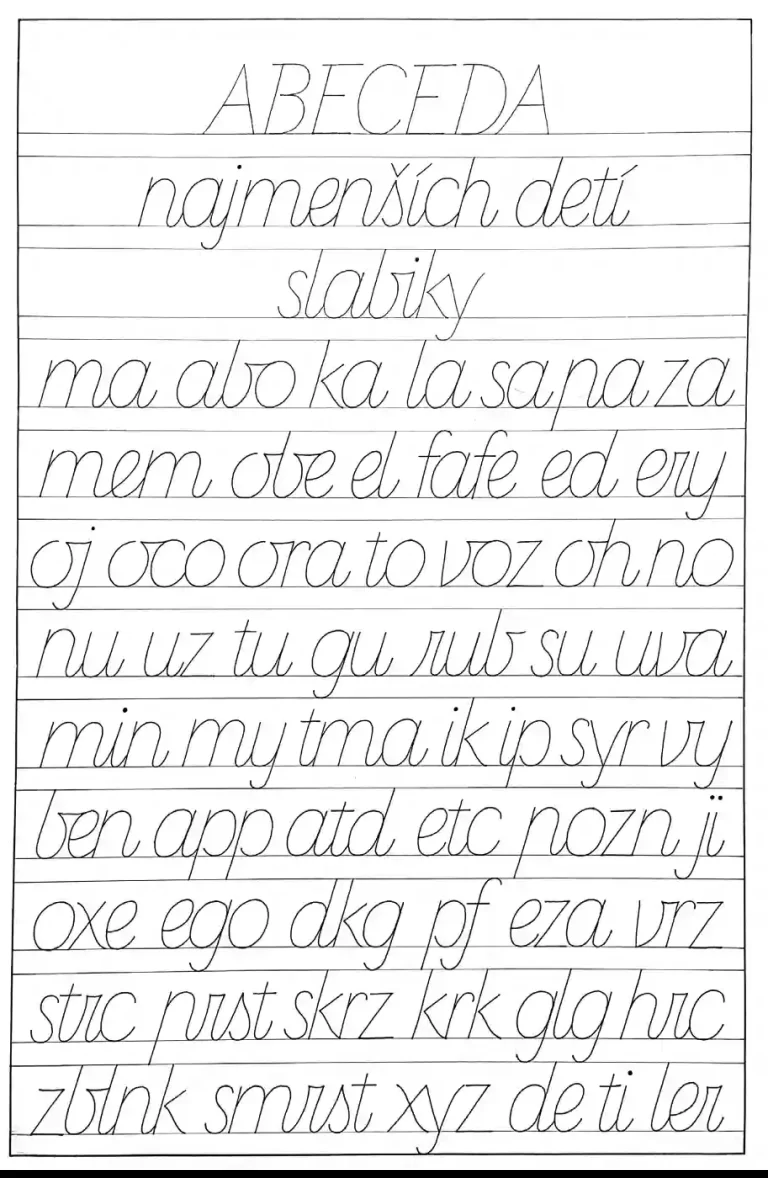 ABECEDA
najmenších detí
slabiky
ma abo ka la sa pa za
mem obe el fafe ed ery
oj oco ora to voz oh no
nu uz tu gu rub su uva
min my tma ik ip syr vy
ben app atd etc pozn ji
oxe ego dkg pf eza vrz
strc prst skrz krk glg hrc
zblnk smrst xyz de ti ler